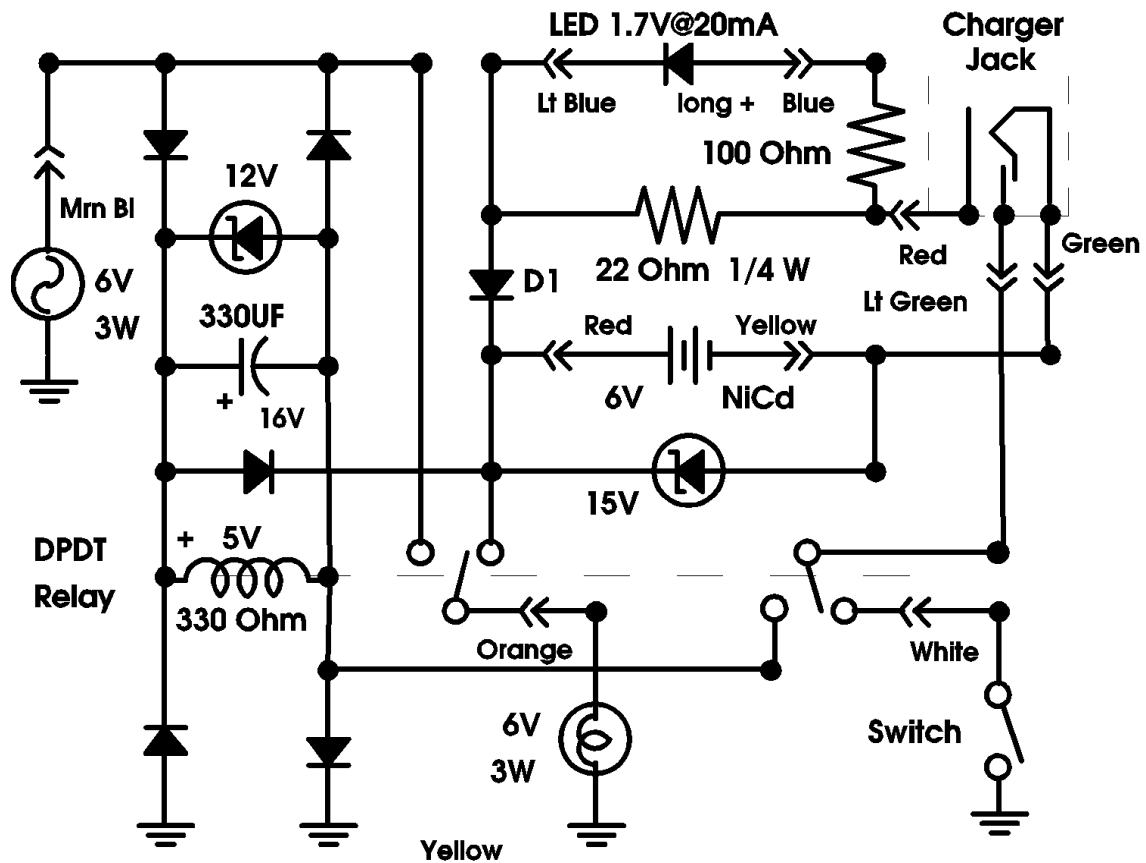 LED 1.7V@20mA
Charger
Jack
Lt Blue
long +
Blue
100 Ohm
12V
Mrn Bl
6V
3W
Red
Green
D1
22 Ohm 1/4 W
Lt Green
330UF
+
16V
Red
Yellow
6V
NiCd
15V
DPDT
Relay
+
5V
330 Ohm
Orange
White
6V
3W
Switch
Yellow